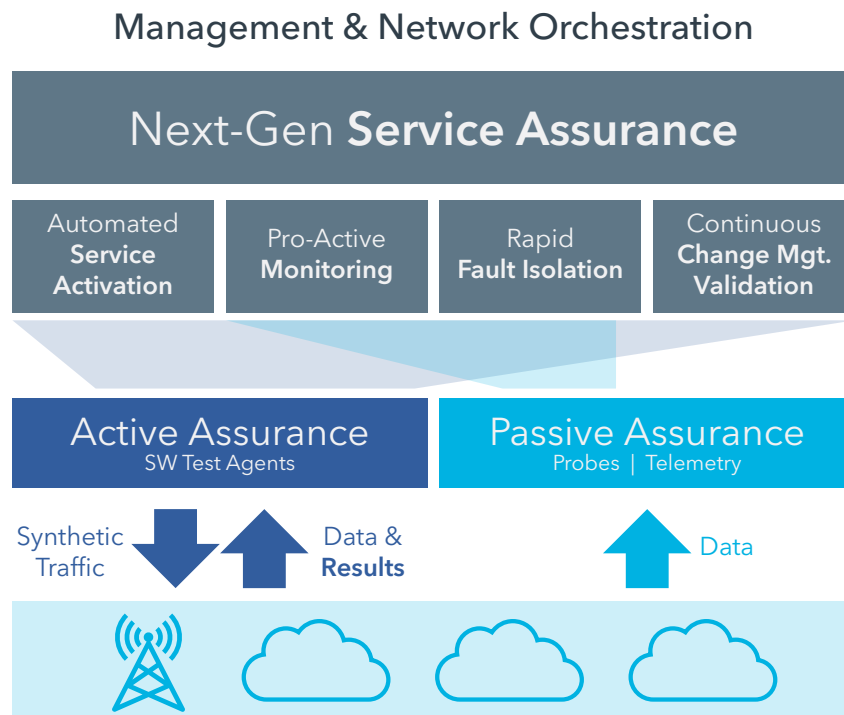 Management & Network Orchestration
Next-Gen Service Assurance
Automated
Service
Activation
Pro-Active
Monitoring
Rapid
Fault Isolation
Continuous
Change Mgt.
Validation
Active Assurance
SW Test Agents
Passive Assurance
Probes | Telemetry
Synthetic
Traffic
Data &
Results
Data